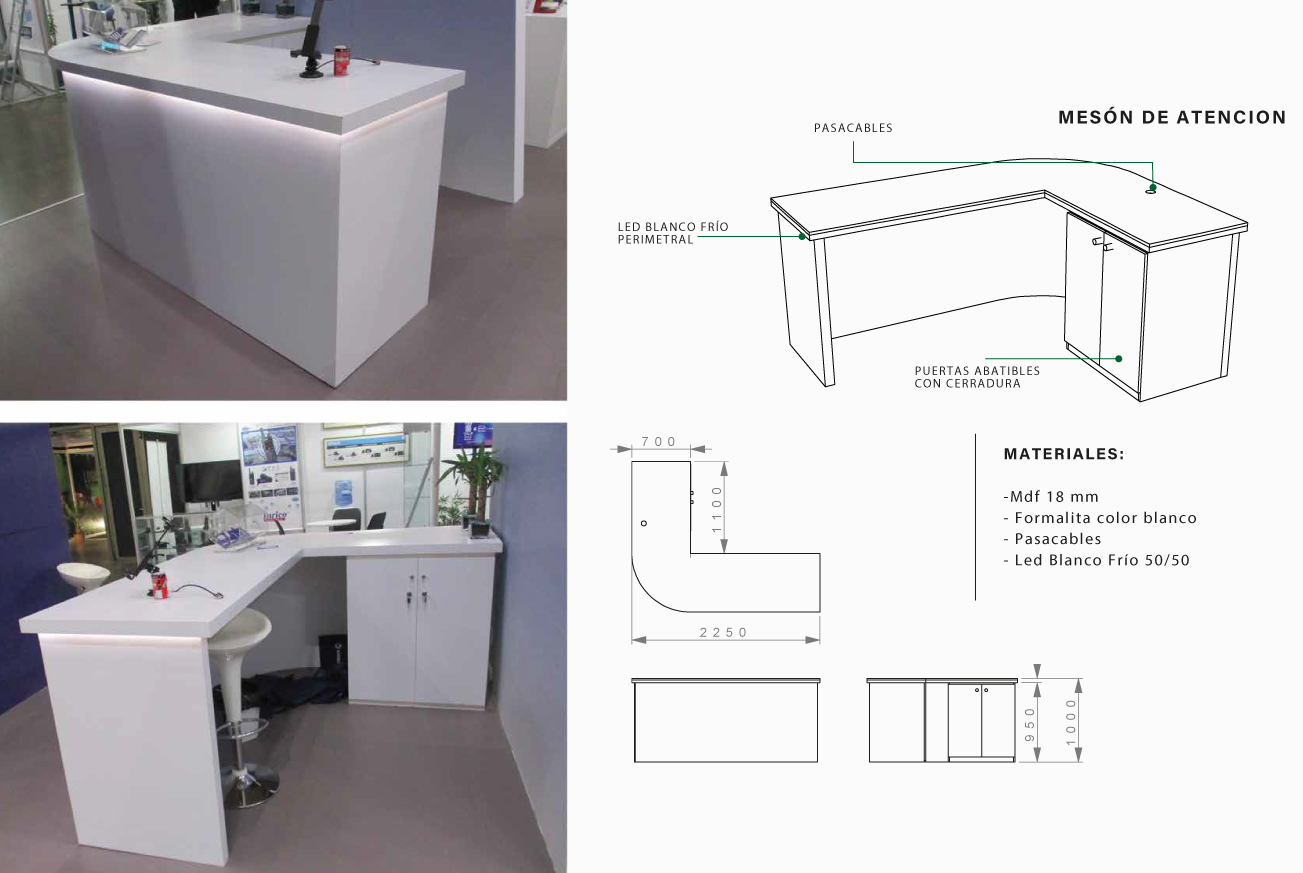 MESÓN DE ATENCION
PASACABLES
LED BLANCO FRÍO
PERIMETRAL
PUERTAS ABATIBLES
CON CERRADURA
700
1100
2250
950
1000
MATERIALES:
-Mdf 18 mm
- Formalita color blanco
- Pasacables
- Led Blanco Frío 50/50